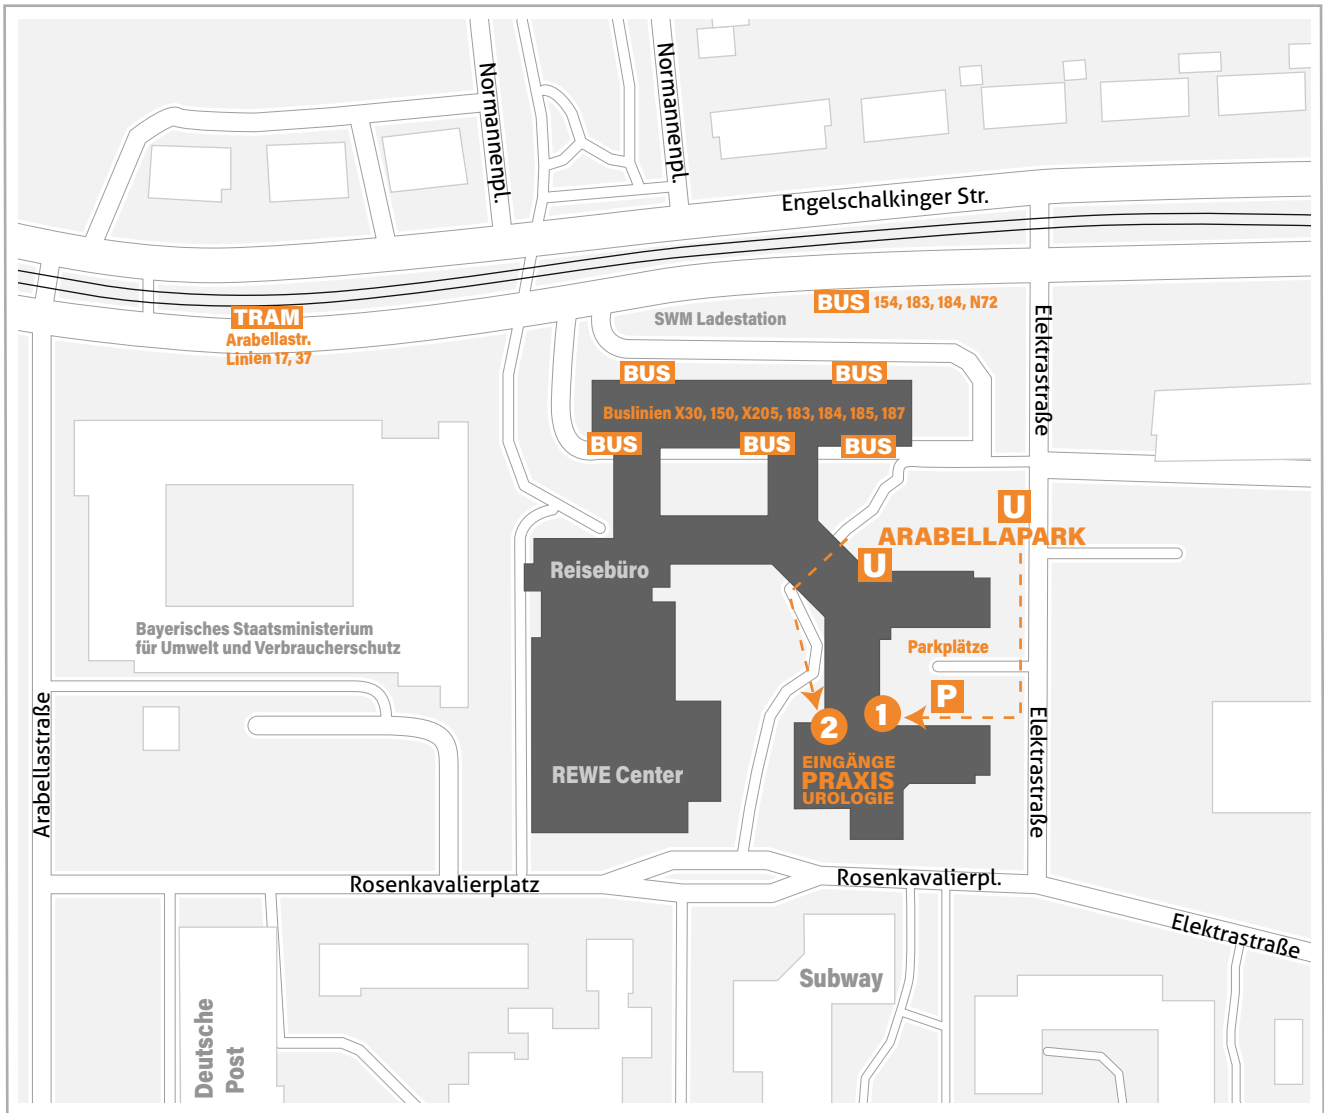 Normannenpl.
Normannenpl.
Engelschalkinger Str.
TRAM
Arabellastr.
Linien 17, 37
SWM Ladestation
BUS 154, 183, 184, N72
Elektrastraße
BUS
BUS
Buslinien X30, 150, X205, 183, 184, 185, 187
BUS
BUS
BUS
U
ARABELLAPARK
U
Reisebüro
Bayerisches Staatsministerium
für Umwelt und Verbraucherschutz
Parkplätze
P
1
2
Arabellastraße
Elektrastraße
REWE Center
EINGÄNGE
PRAXIS
UROLOGIE
Rosenkavalierplatz
Rosenkavalierpl.
Elektrastraße
Subway
Deutsche
Post